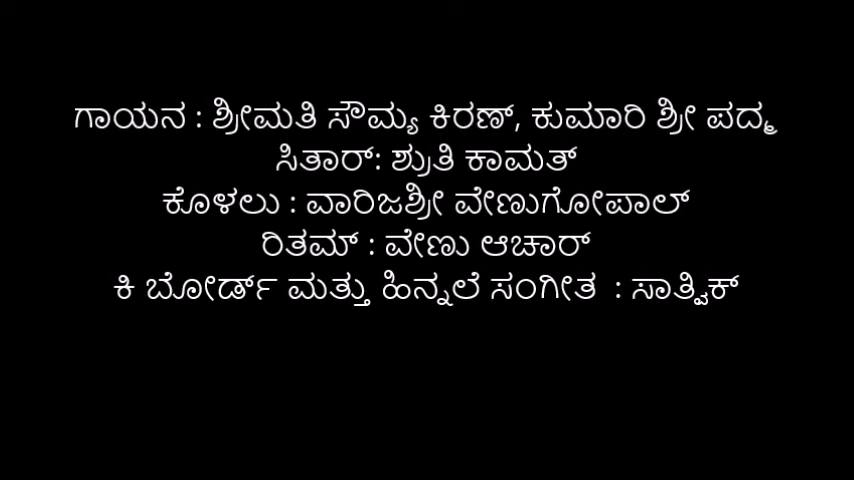 ಗಾಯನ : ಶ್ರೀಮತಿ ಸೌಮ್ಯ ಕಿರಣ್, ಕುಮಾರಿ ಶ್ರೀ ಪದ್ಮ
ಸಿತಾರ್: ಶ್ರುತಿ ಕಾಮತ್
ಕೊಳಲು : ವಾರಿಜಶ್ರೀ ವೇಣುಗೋಪಾಲ್
ರಿತಮ್ : ವೇಣು ಆಚಾರ್
ಕಿ ಬೋರ್ಡ್ ಮತ್ತು ಹಿನ್ನಲೆ ಸಂಗೀತ : ಸಾತ್ವಿಕ್